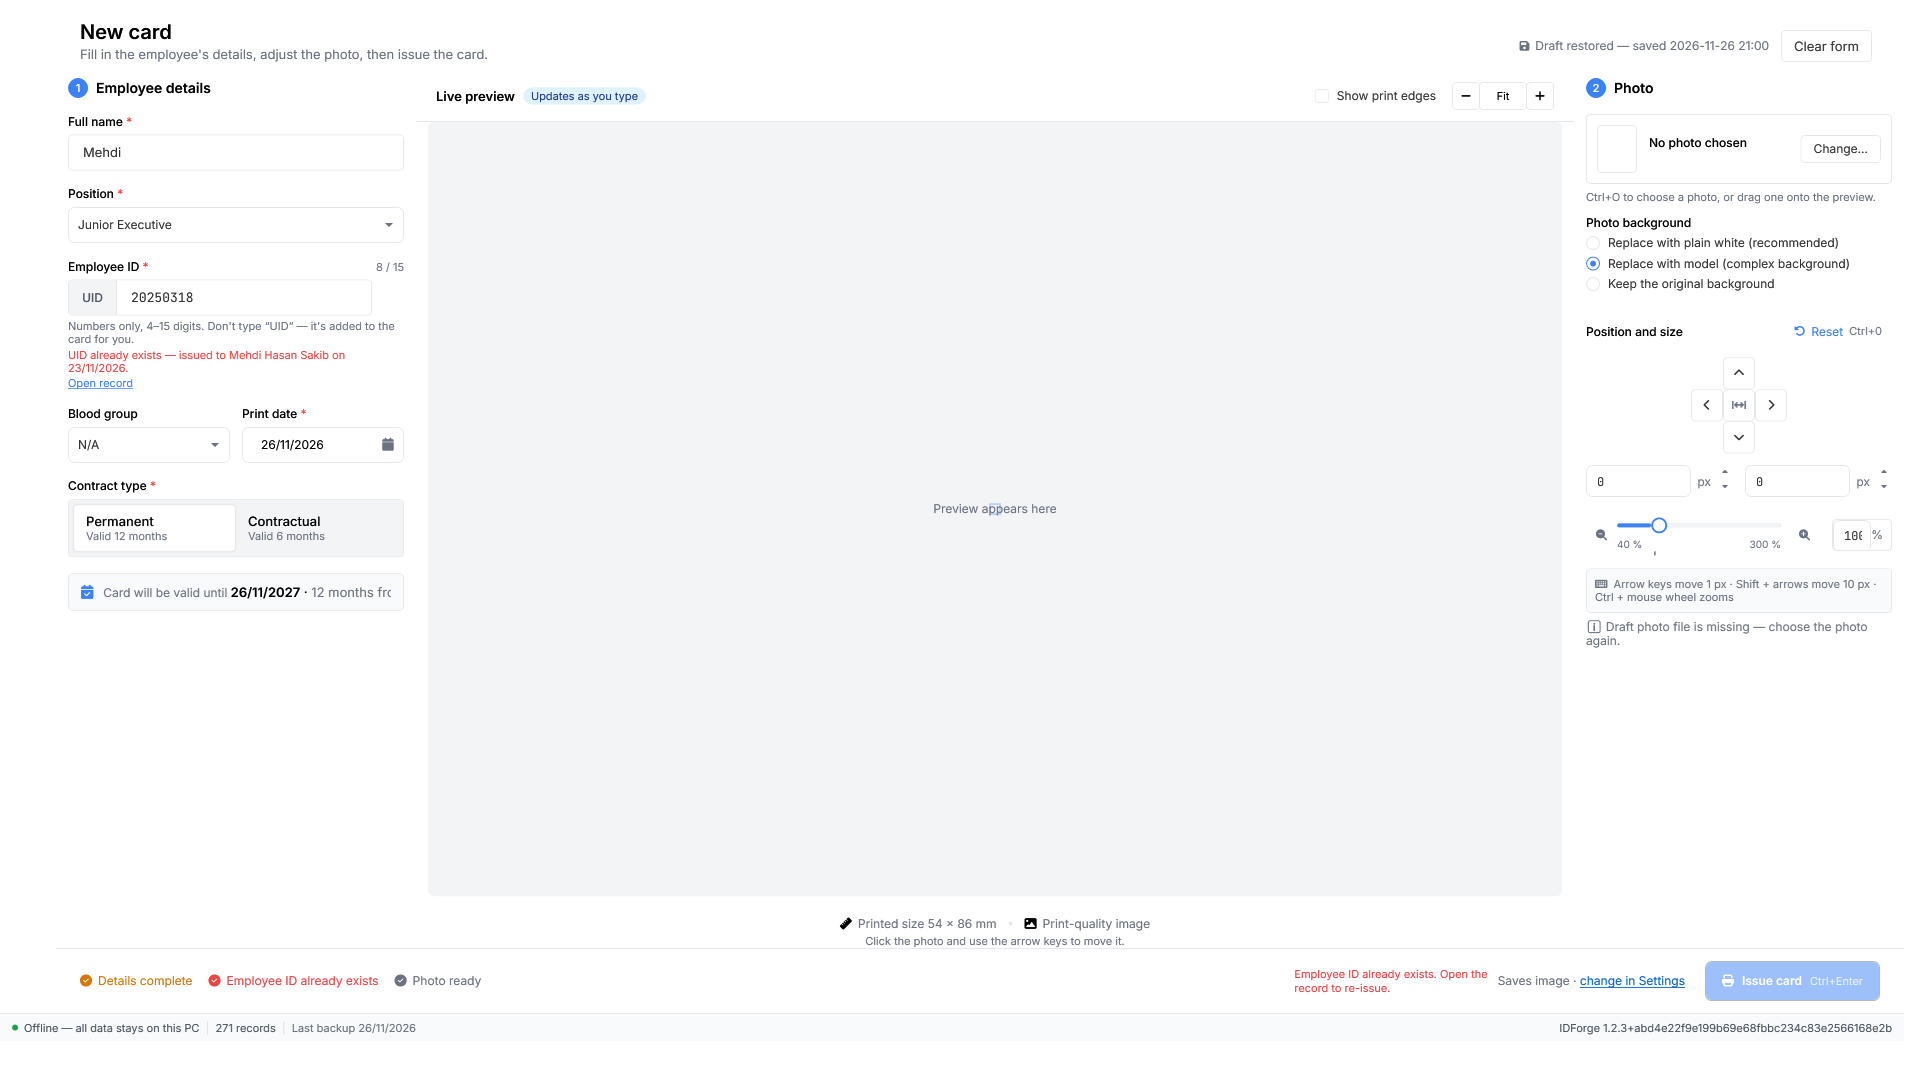 New card
Fill in the employee's details, adjust the photo, then issue the card.
Draft restored — saved 2026-11-26 21:00
Clear form
1 Employee details
Full name *
Mehdi
Position *
Junior Executive
Employee ID *
8 / 15
UID
20250318
Numbers only, 4–15 digits. Don't type “UID” — it's added to the
card for you.
UID already exists — issued to Mehdi Hasan Sakib on
23/11/2026.
Open record
Blood group
Print date *
N/A
26/11/2026
Contract type *
Permanent
Valid 12 months
Contractual
Valid 6 months
Card will be valid until 26/11/2027 · 12 months frc
Live preview
Updates as you type
Show print edges
Fit
Preview appears here
Printed size 54 × 86 mm
Print-quality image
Click the photo and use the arrow keys to move it.
2 Photo
No photo chosen
Change...
Ctrl+O to choose a photo, or drag one onto the preview.
Photo background
Replace with plain white (recommended)
Replace with model (complex background)
Keep the original background
Position and size
Reset Ctrl+0
0 px
0 px
40 %
300 %
100 %
Arrow keys move 1 px · Shift + arrows move 10 px ·
Ctrl + mouse wheel zooms
Draft photo file is missing — choose the photo
again.
Details complete
Employee ID already exists
Photo ready
Employee ID already exists. Open the
record to re-issue.
Saves image · change in Settings
Issue card Ctrl+Enter
Offline — all data stays on this PC
271 records
Last backup 26/11/2026
IDForge 1.2.3+abd4e22f9e199b69e68fbbc234c83e2566168e2b